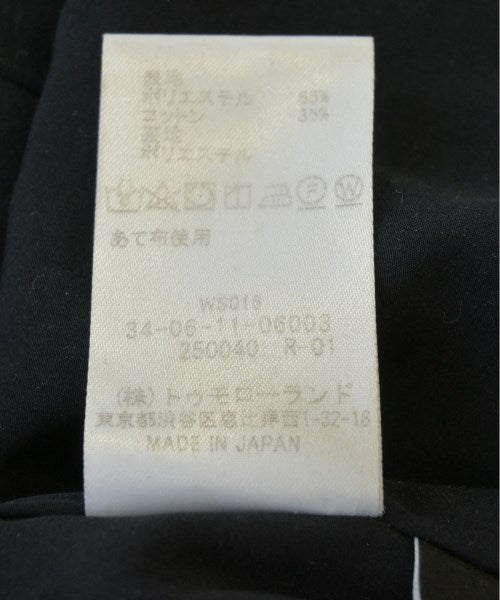 表地
ポリエステル 65%
コットン 35%
裏地
ポリエステル
F W
あて布使用
WS018
34-06-11-06003
250040 R-01
(株)トゥモローランド
東京都渋谷区恵比寿西1-32-18
MADE IN JAPAN